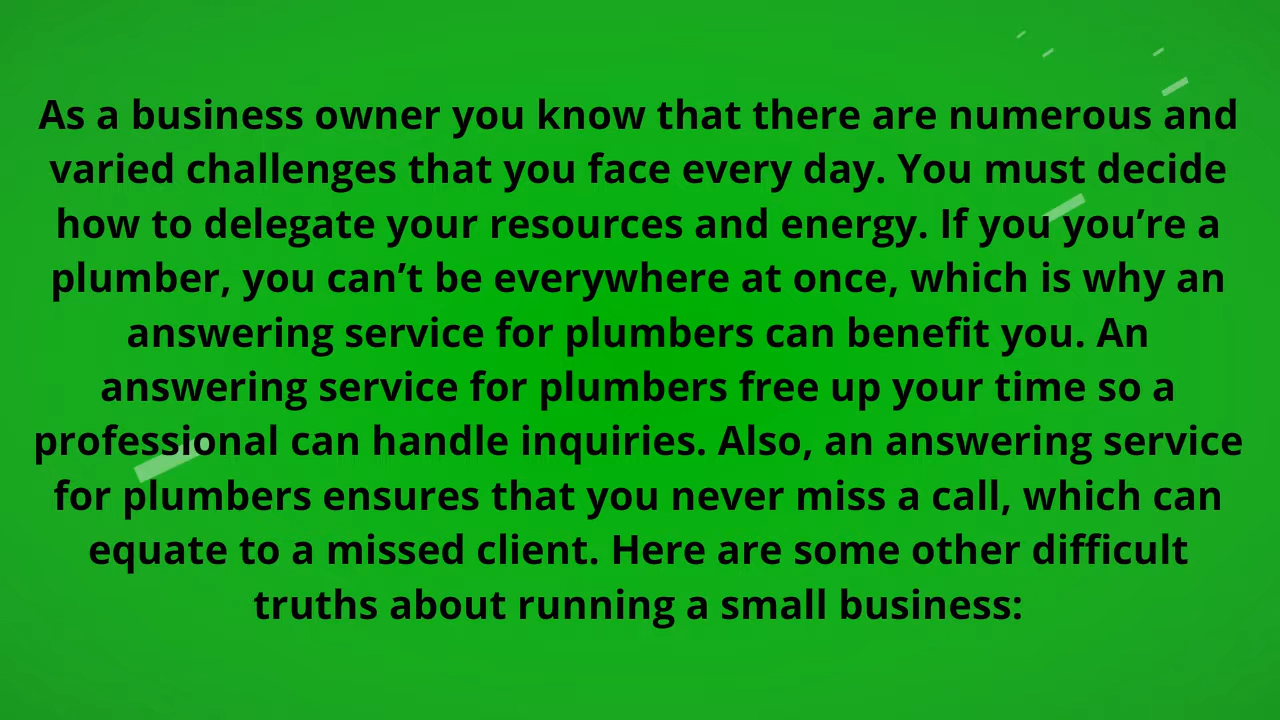 As a business owner you know that there are numerous and
varied challenges that you face every day. You must decide
how to delegate your resources and energy. If you you’re a
plumber, you can’t be everywhere at once, which is why an
answering service for plumbers can benefit you. An
answering service for plumbers free up your time so a
professional can handle inquiries. Also, an answering service
for plumbers ensures that you never miss a call, which can
equate to a missed client. Here are some other difficult
truths about running a small business: